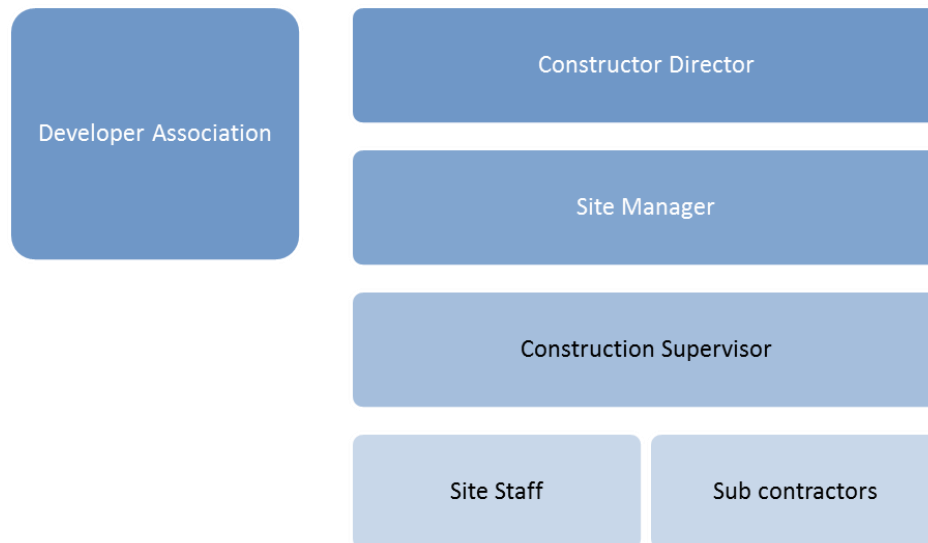 Developer Association
Constructor Director
Site Manager
Construction Supervisor
Site Staff
Sub contractors